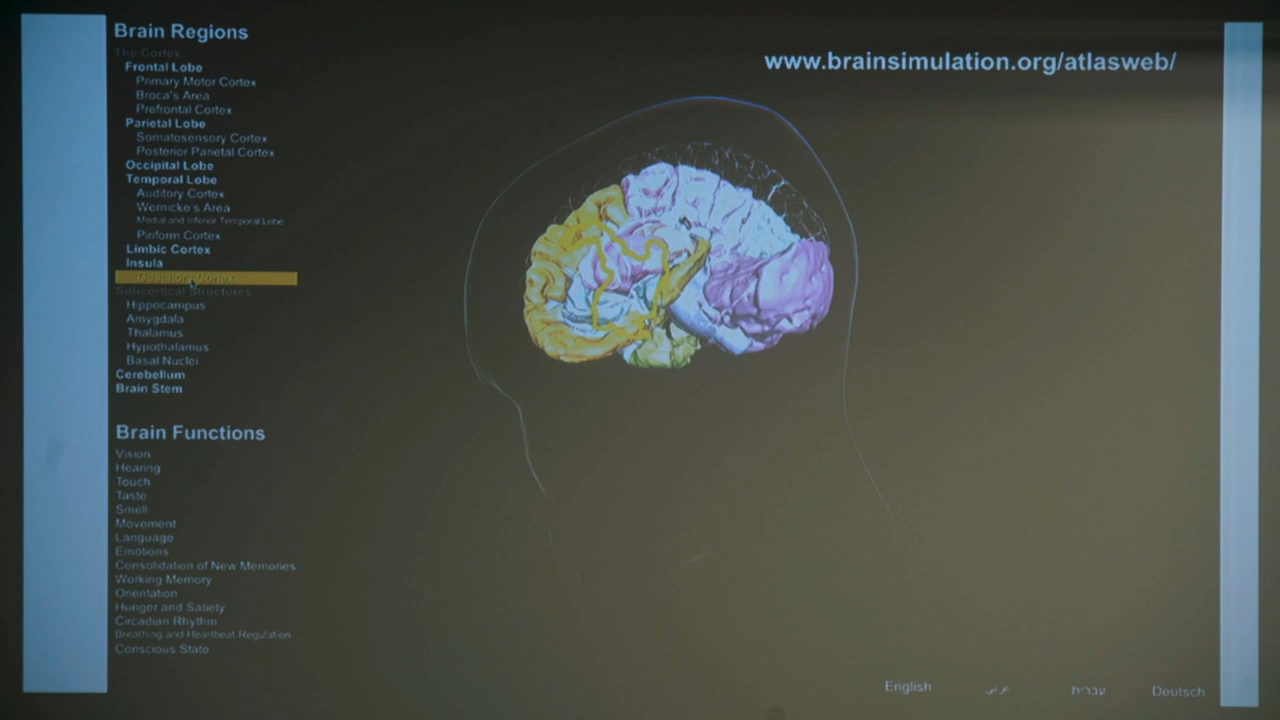 Brain Regions
www.brainsimulation.org/atlasweb/
The Cortex
Frontal Lobe
Primary Motor Cortex
Broca's Area
Prefrontal Cortex
Parietal Lobe
Somatosensory Cortex
Posterior Parietal Cortex
Occipital Lobe
Temporal Lobe
Auditory Cortex
Wernicke's Area
Medial and Inferior Temporal Lobe
Piriform Cortex
Limbic Cortex
Insula
Gustatory Cortex
Subcortical Structures
Hippocampus
Amygdala
Thalamus
Hypothalamus
Basal Nuclei
Cerebellum
Brain Stem
Brain Functions
Vision
Hearing
Touch
Taste
Smell
Movement
Language
Emotions
Consolidation of New Memories
Working Memory
Orientation
Hunger and Satiety
Circadian Rhythm
Breathing and Heartbeat Regulation
Conscious State
English
عربي
עברית
Deutsch